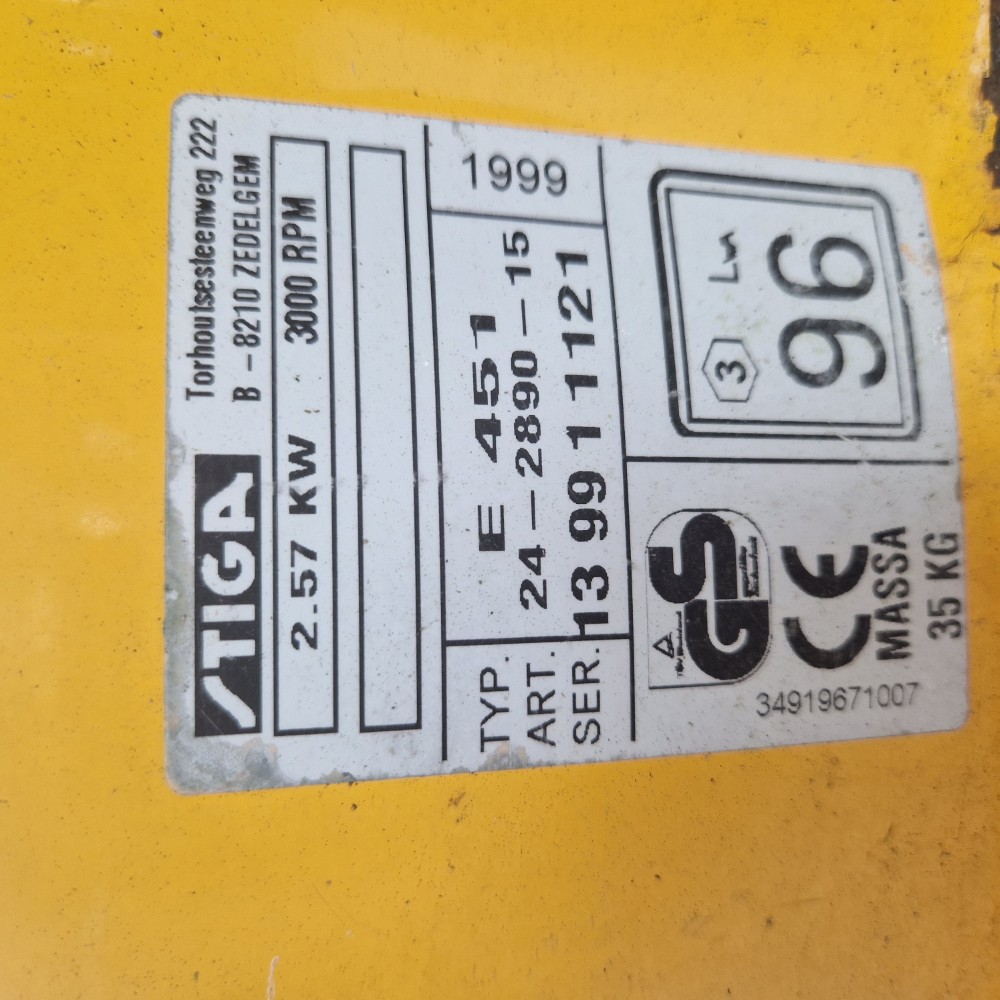 STIGA
Torhoutsesteenweg 222
B - 8210 ZEDELGEM
2.57 KW 3000 RPM
TYP. E 451 1999
ART. 24-2890-15
SER. 13 99 1 1121
GS
3 LWA
96
CE
34919671007
MASSA
35 KG